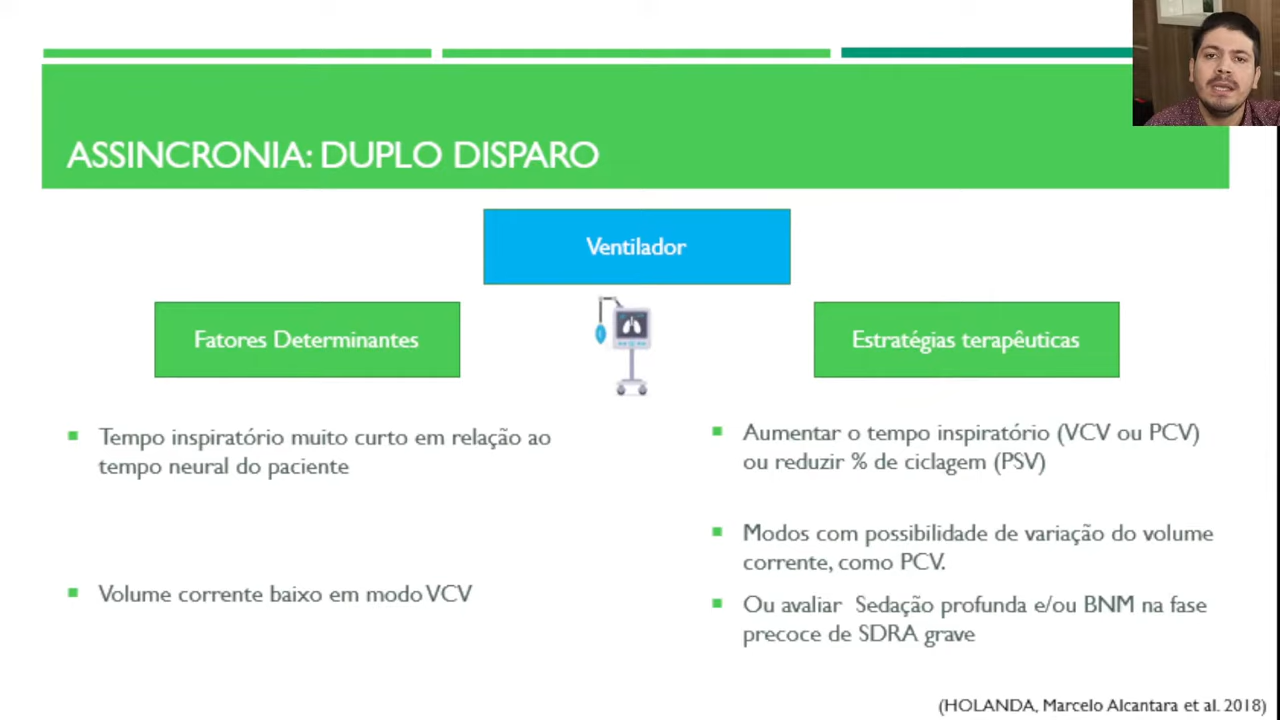 ASSINCRONIA: DUPLO DISPARO
Ventilador
Fatores Determinantes
Estratégias terapêuticas
Tempo inspiratório muito curto em relação ao
tempo neural do paciente
Volume corrente baixo em modo VCV
Aumentar o tempo inspiratório (VCV ou PCV)
ou reduzir % de ciclagem (PSV)
Modos com possibilidade de variação do volume
corrente, como PCV.
Ou avaliar Sedação profunda e/ou BNM na fase
precoce de SDRA grave
(HOLANDA, Marcelo Alcantara et al. 2018)